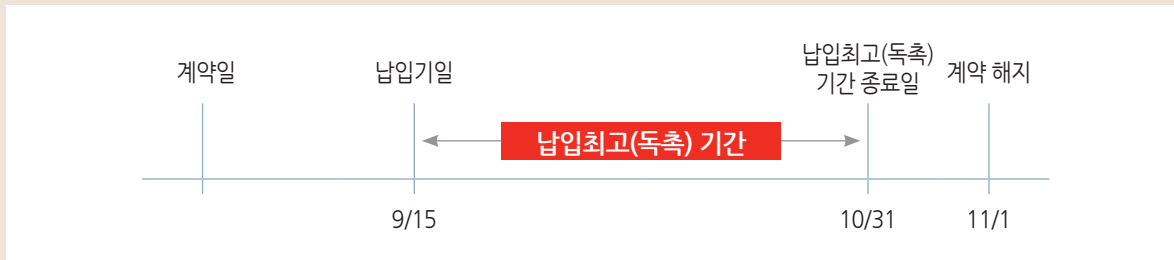 계약일
납입기일
납입최고(독촉)
기간 종료일
계약 해지
납입최고(독촉) 기간
9/15
10/31
11/1